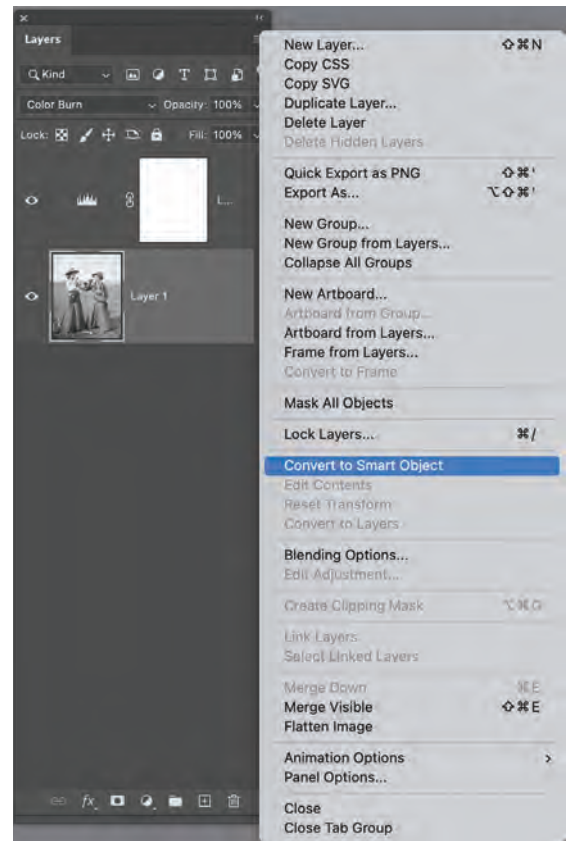 Layers
Kind
Color Burn
Opacity: 100%
Lock:
Fill: 100%
L...
Layer 1
fx
New Layer... ⇧⌘N
Copy CSS
Copy SVG
Duplicate Layer...
Delete Layer
Delete Hidden Layers
Quick Export as PNG ⇧⌘'
Export As... ⌥⇧⌘'
New Group...
New Group from Layers...
Collapse All Groups
New Artboard...
Artboard from Group...
Artboard from Layers...
Frame from Layers...
Convert to Frame
Mask All Objects
Lock Layers... ⌘/
Convert to Smart Object
Edit Contents
Reset Transform
Convert to Layers
Blending Options...
Edit Adjustment...
Create Clipping Mask ⌥⌘G
Link Layers
Select Linked Layers
Merge Down ⌘E
Merge Visible ⇧⌘E
Flatten Image
Animation Options >
Panel Options...
Close
Close Tab Group